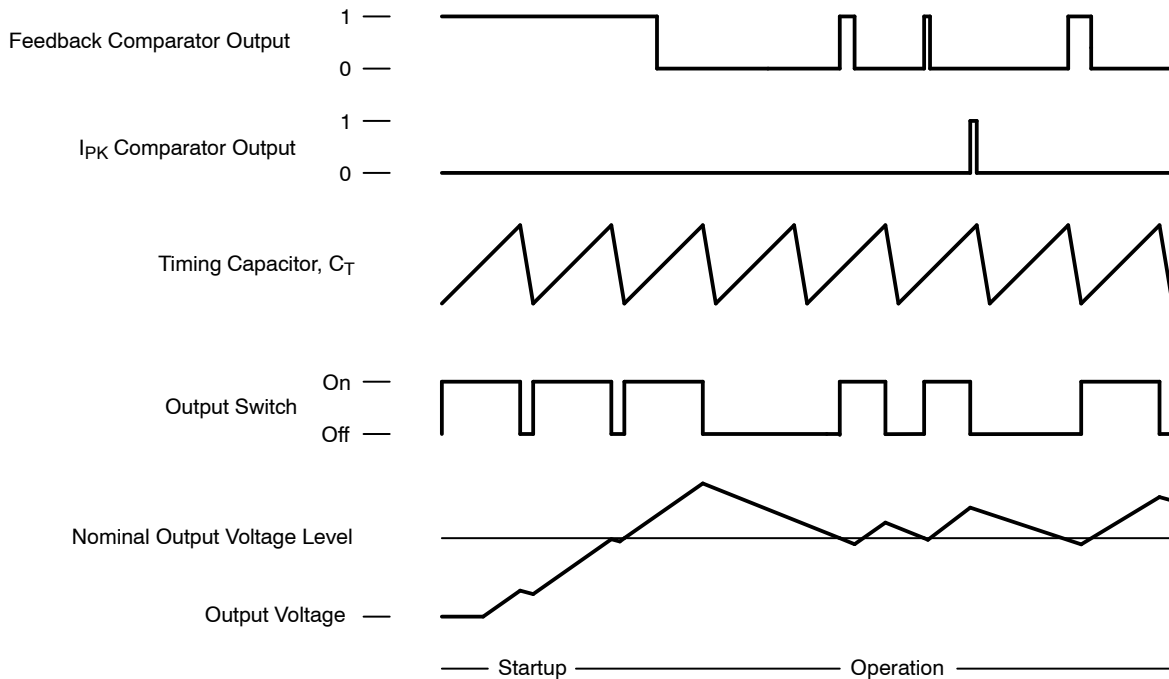 1
Feedback Comparator Output
0
1
IPK Comparator Output
0
Timing Capacitor, CT
On
Output Switch
Off
Nominal Output Voltage Level
Output Voltage
Startup
Operation